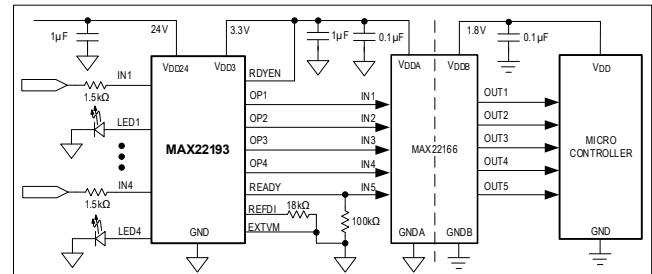 24V
3.3V
1.8V
1µF
1µF
0.1µF
0.1µF
VDD24
VDD3
VDDA
VDDB
VDD
RDYEN
IN1
1.5kΩ
OP1
IN1
OUT1
LED1
OP2
IN2
OUT2
MAX22193
OP3
IN3
MAX22166
OUT3
MICRO
CONTROLLER
OP4
IN4
OUT4
IN4
1.5kΩ
READY
IN5
OUT5
REFDI
18kΩ
EXTVM
100kΩ
LED4
GND
GNDA
GNDB
GND